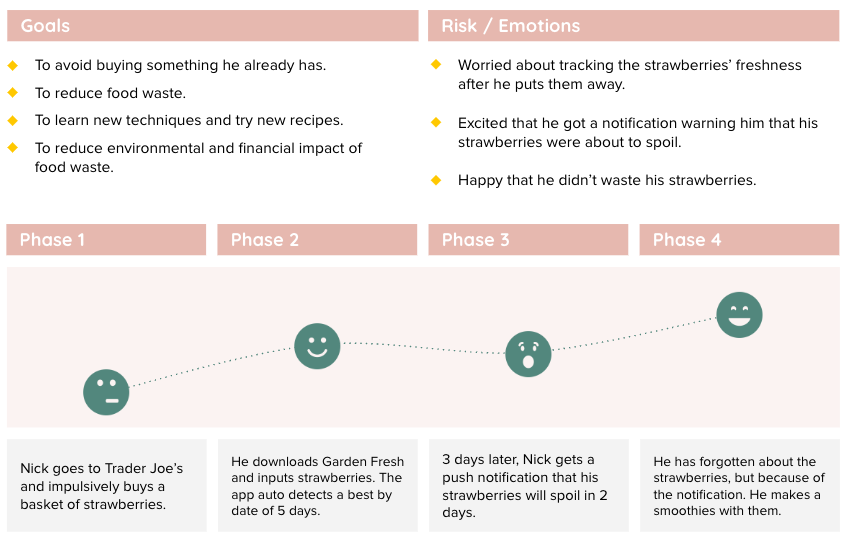 Goals
To avoid buying something he already has.
To reduce food waste.
To learn new techniques and try new recipes.
To reduce environmental and financial impact of
food waste.
Risk / Emotions
Worried about tracking the strawberries’ freshness
after he puts them away.
Excited that he got a notification warning him that his
strawberries were about to spoil.
Happy that he didn’t waste his strawberries.
Phase 1
Phase 2
Phase 3
Phase 4
Nick goes to Trader Joe’s
and impulsively buys a
basket of strawberries.
He downloads Garden Fresh
and inputs strawberries. The
app auto detects a best by
date of 5 days.
3 days later, Nick gets a
push notification that his
strawberries will spoil in 2
days.
He has forgotten about the
strawberries, but because of
the notification. He makes a
smoothies with them.